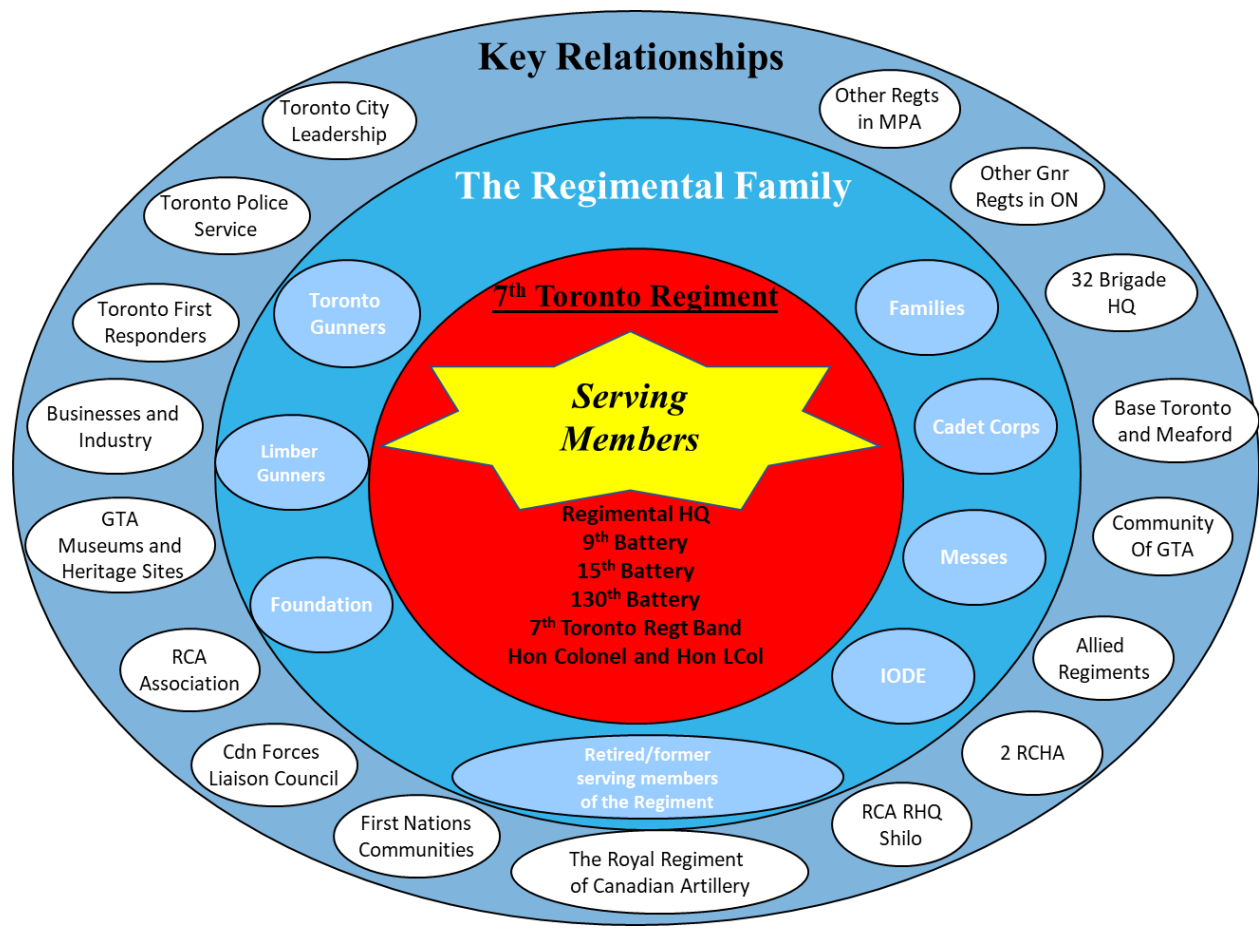 Key Relationships
Toronto City
Leadership
Other Regts
in MPA
The Regimental Family
Toronto Police
Service
Other Gnr
Regts in ON
Toronto First
Responders
Toronto
Gunners
7th Toronto Regiment
Families
32 Brigade
HQ
Serving
Members
Businesses and
Industry
Limber
Gunners
Cadet Corps
Base Toronto
and Meaford
GTA
Museums and
Heritage Sites
Foundation
Regimental HQ
9th Battery
15th Battery
130th Battery
7th Toronto Regt Band
Hon Colonel and Hon LCol
Messes
Community
Of GTA
RCA
Association
IODE
Allied
Regiments
Cdn Forces
Liaison Council
Retired/former
serving members
of the Regiment
2 RCHA
First Nations
Communities
The Royal Regiment
of Canadian Artillery
RCA RHQ
Shilo